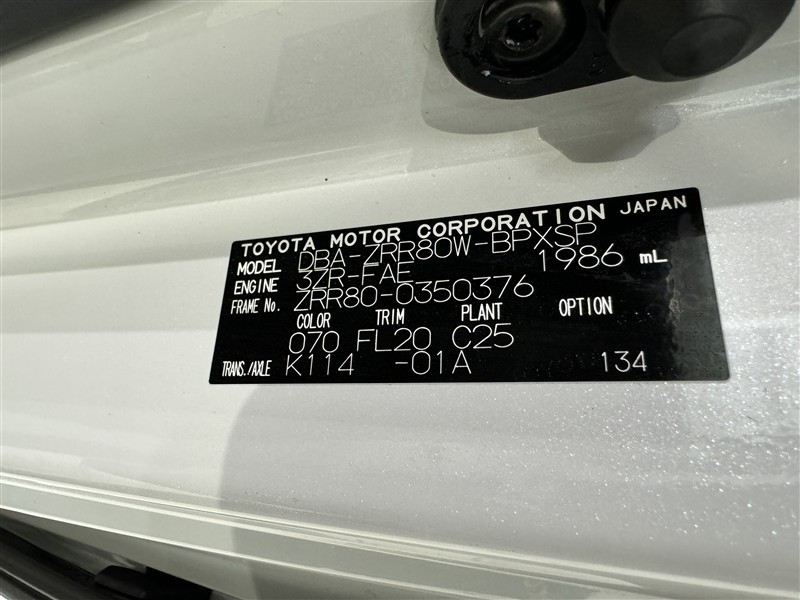 TOYOTA MOTOR CORPORATION JAPAN
MODEL DBA-ZRR80W-BPXSP
ENGINE 3ZR-FAE 1986 mL
FRAME No. ZRR80-0350376
COLOR TRIM PLANT OPTION
070 FL20 C25
TRANS./AXLE K114 -01A 134